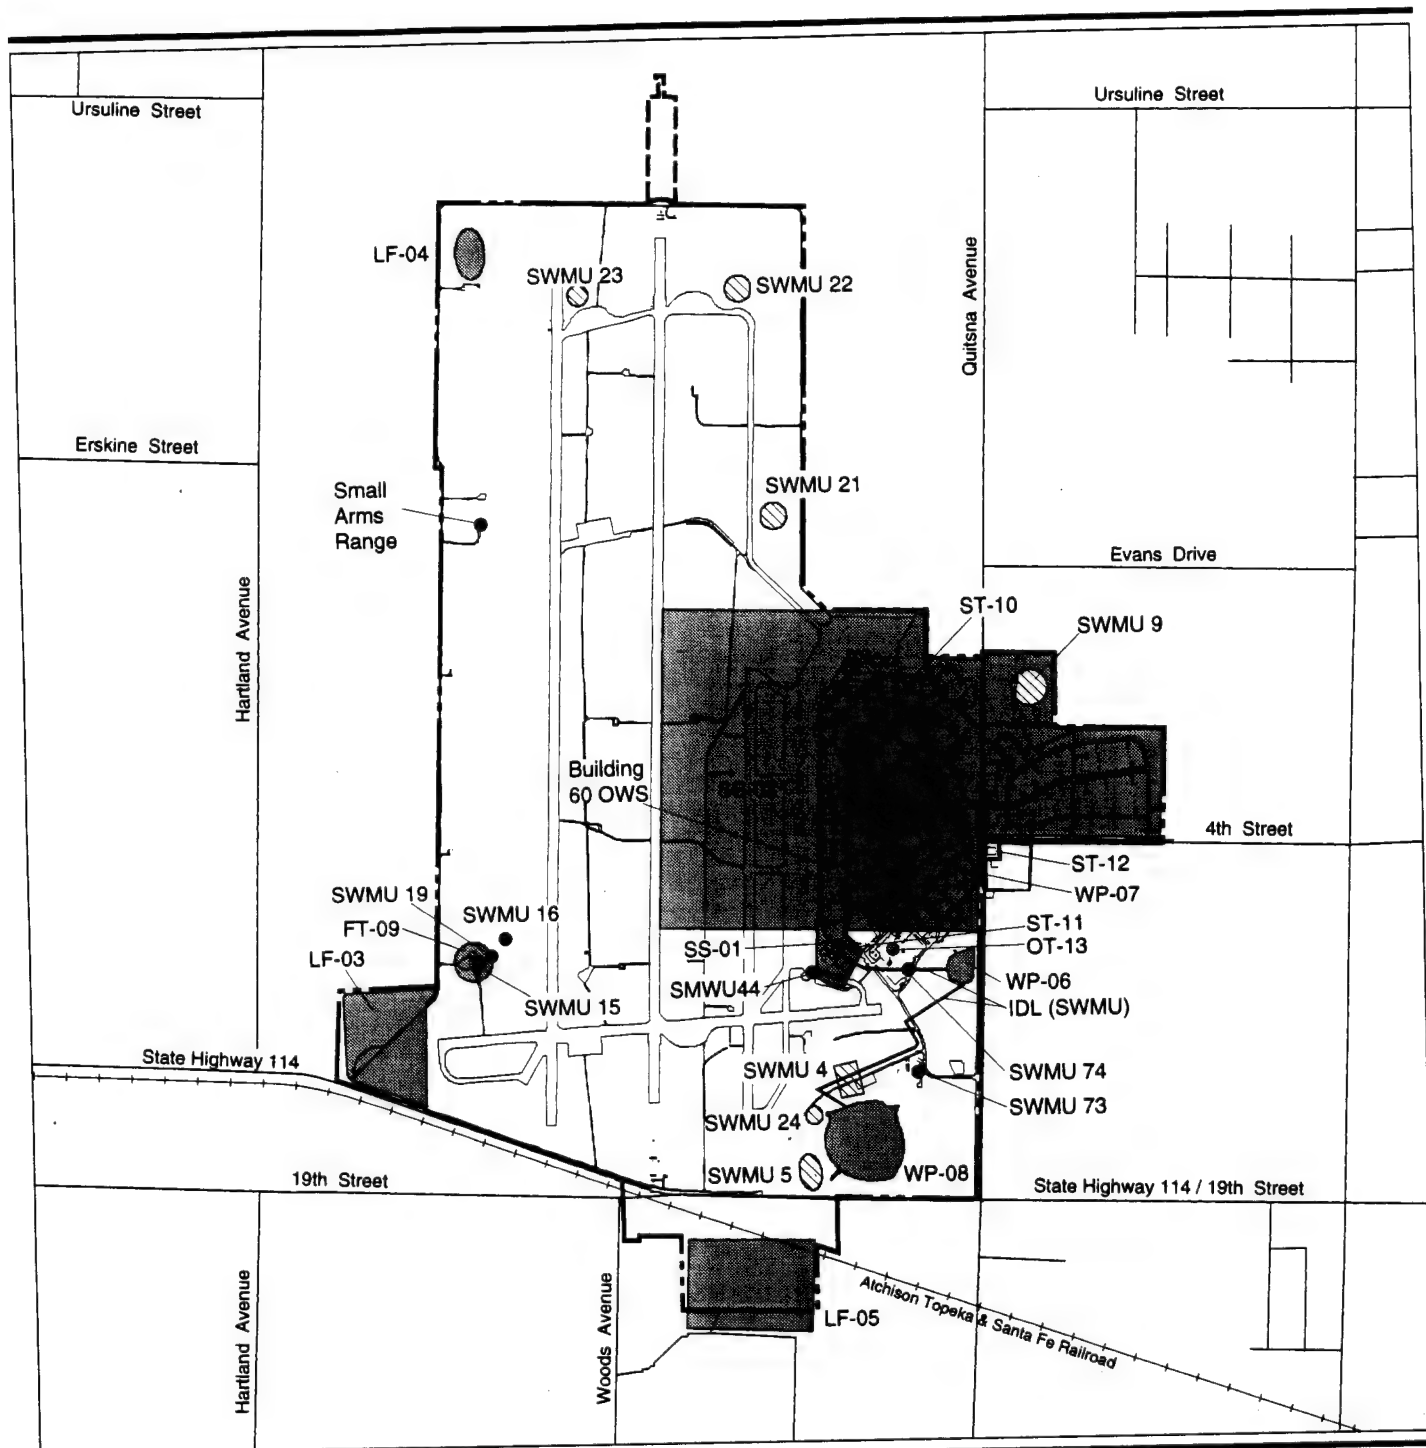 Ursuline Street
Ursuline Street
LF-04
SWMU 23
SWMU 22
Quitsna Avenue
Erskine Street
Small
Arms
Range
SWMU 21
Evans Drive
Hartland Avenue
ST-10
SWMU 9
Building
60 OWS
4th Street
ST-12
WP-07
SWMU 19
SWMU 16
FT-09
LF-03
ST-11
SS-01
OT-13
WP-06
SMWU44
SWMU 15
IDL (SWMU)
State Highway 114
SWMU 4
SWMU 74
SWMU 73
SWMU 24
SWMU 5
WP-08
19th Street
State Highway 114 / 19th Street
Hartland Avenue
Woods Avenue
LF-05
Atchison Topeka & Santa Fe Railroad